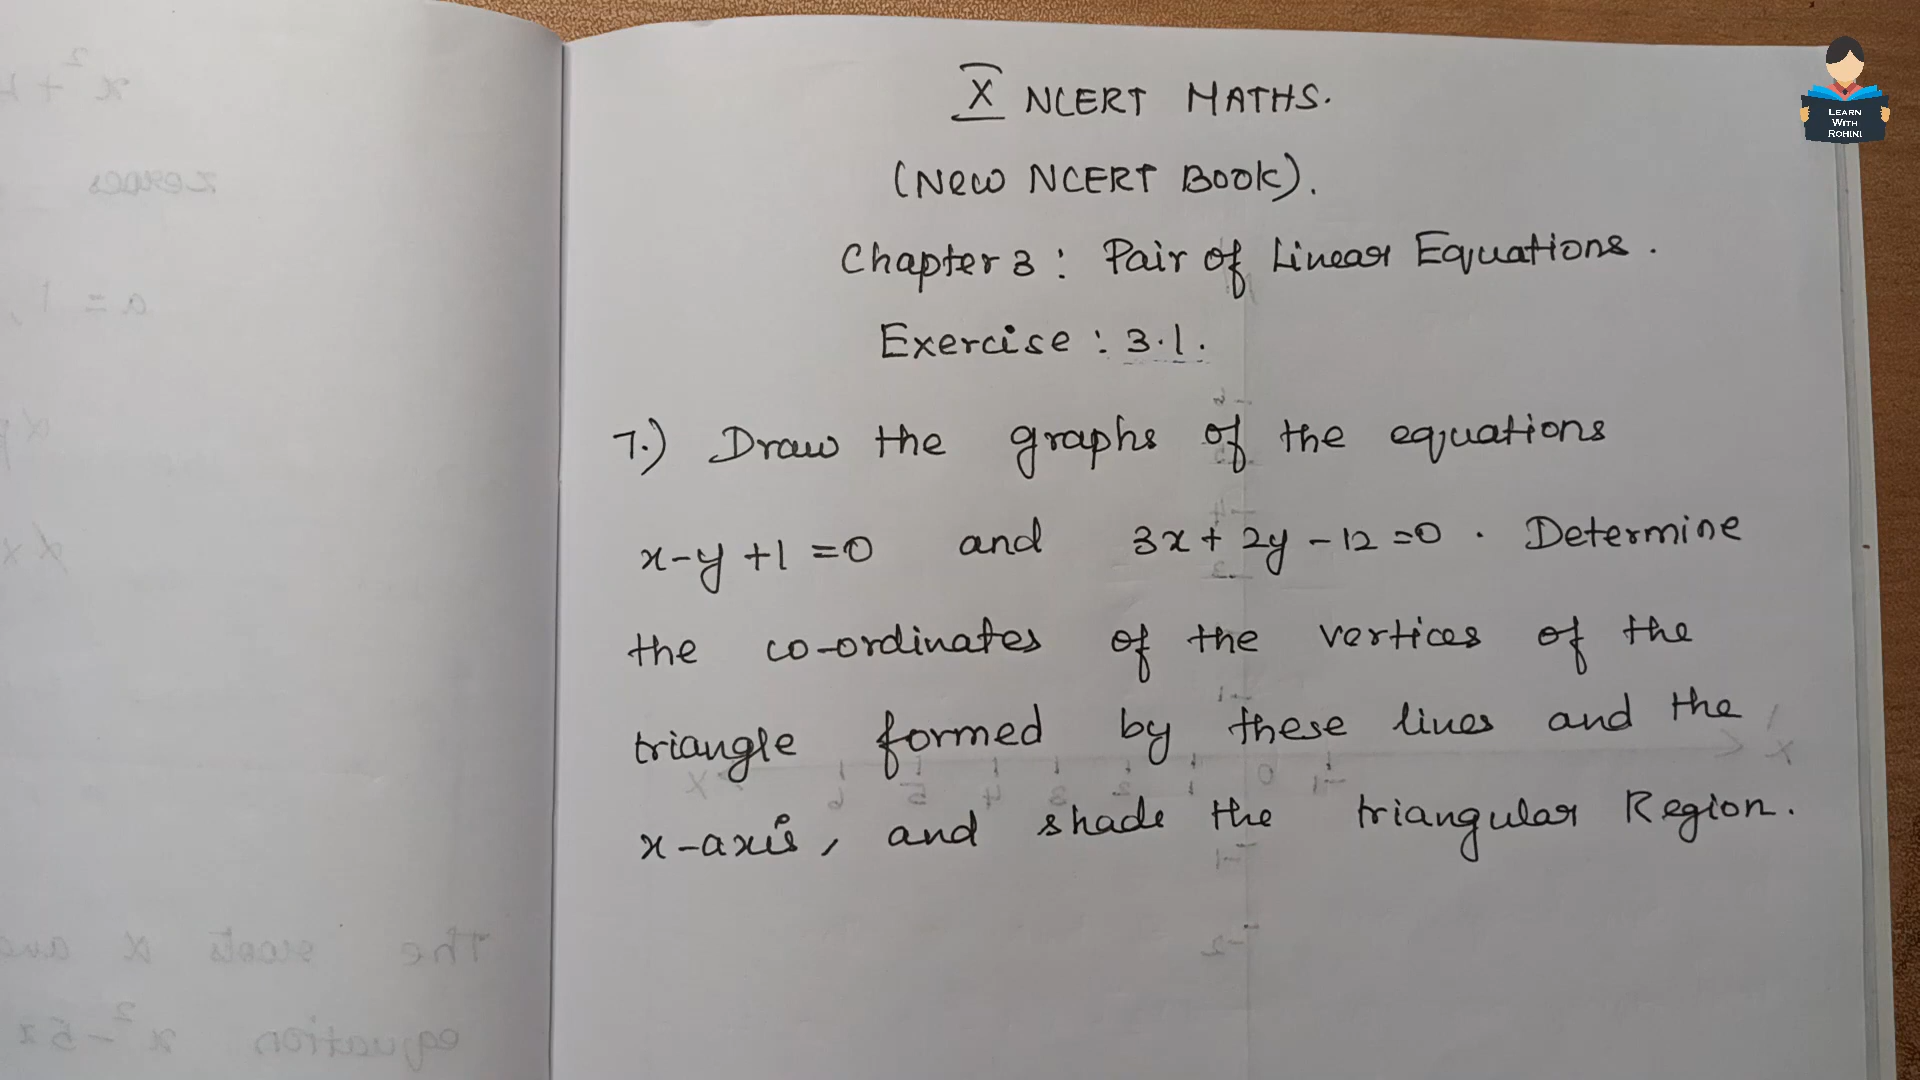 X NCERT MATHS.
(New NCERT Book).
Chapter 3 : Pair of Linear Equations.
Exercise : 3.1.
7.) Draw the graphs of the equations
x-y+1=0 and 3x+2y-12=0. Determine
the co-ordinates of the vertices of the
triangle formed by these lines and the
x-axis, and shade the triangular Region.
LEARN
WITH
ROHINI